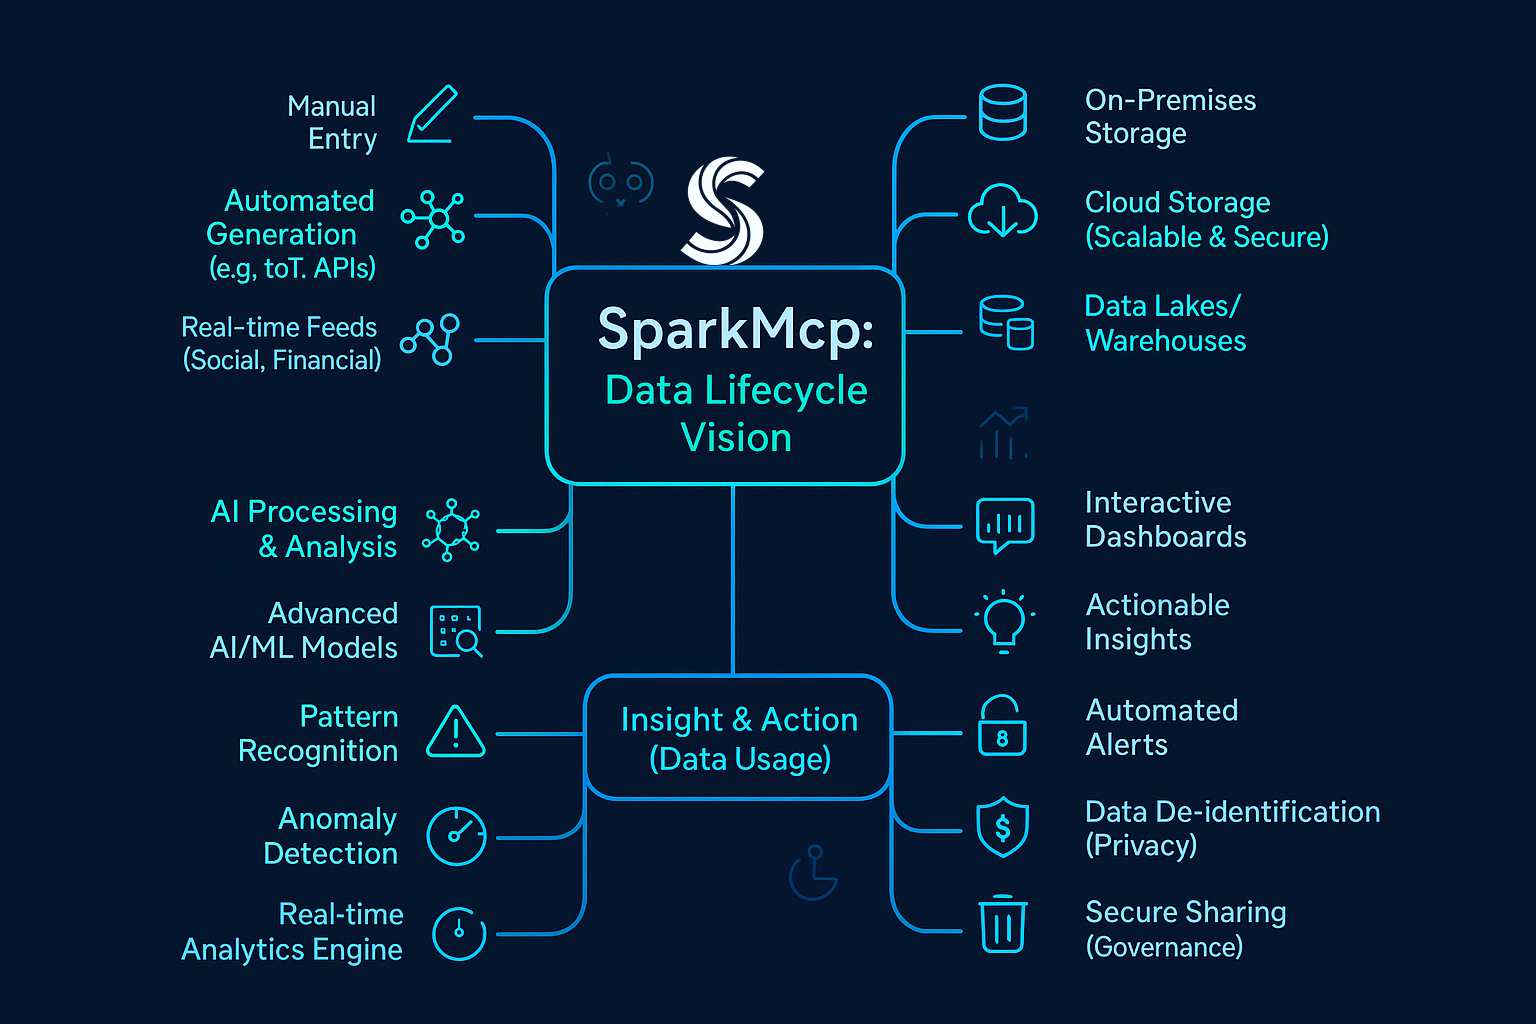 Manual
Entry
Automated
Generation
(e.g, toT. APIs)
Real-time Feeds
(Social, Financial)
AI Processing
& Analysis
Advanced
AI/ML Models
Pattern
Recognition
Anomaly
Detection
Real-time
Analytics Engine
SparkMcp:
Data Lifecycle
Vision
Insight & Action
(Data Usage)
On-Premises
Storage
Cloud Storage
(Scalable & Secure)
Data Lakes/
Warehouses
Interactive
Dashboards
Actionable
Insights
8
Automated
Alerts
$
Data De-identification
(Privacy)
Secure Sharing
(Governance)